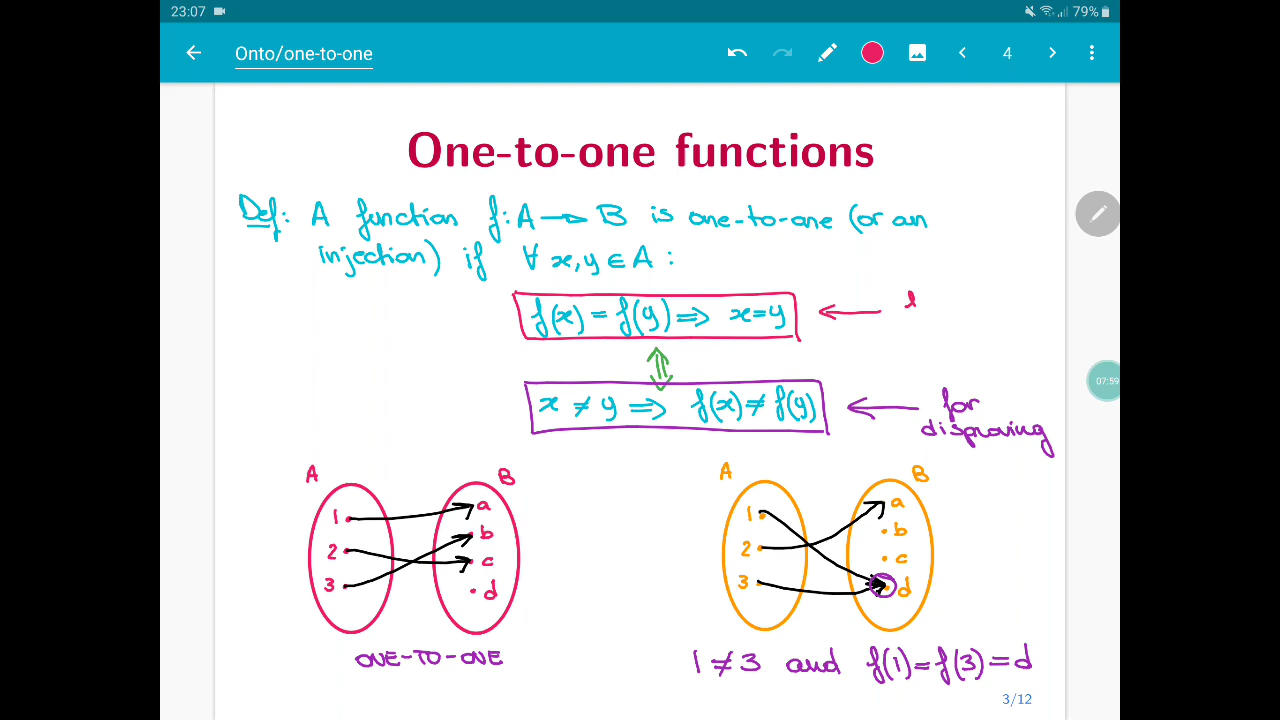 23:07
79%
Onto/one-to-one
4
One-to-one functions
Def: A function f: A → B is one-to-one (or an
injection) if ∀ x, y ∈ A :
f(x) = f(y) ⟹ x = y ←
07:59
⇕
x ≠ y ⟹ f(x) ≠ f(y) ← for
disproving
A B
1 a
2 b
3 c
d
ONE-TO-ONE
A B
1 a
2 b
3 c
d
1 ≠ 3 and f(1) = f(3) = d
3/12